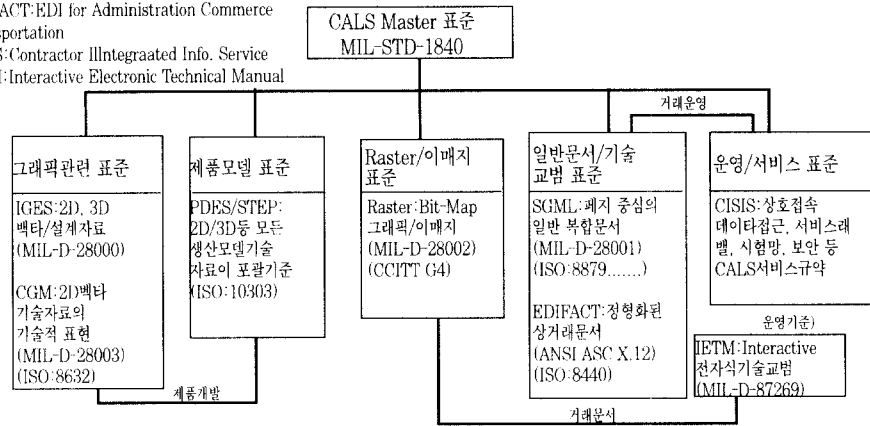 ACT:EDI for Administration Commerce
sportation
S:Contractor IIIntegraated Info. Service
I:Interactive Electronic Technical Manual
CALS Master 표준
MIL-STD-1840
거래운영
그래픽관련 표준
IGES:2D, 3D
백타/설계자료
(MIL-D-28000)
CGM:2D벡타
기술자료의
기술적 표현
(MIL-D-28003)
(ISO:8632)
제품모델 표준
PDES/STEP:
2D/3D등 모든
생산모델기술
자료이 포괄기준
(ISO:10303)
Raster/이매지
표준
Raster:Bit-Map
그래픽/이매지
(MIL-D-28002)
(CCITT G4)
일반문서/기술
교범 표준
SGML:페지 중심의
일반 복합문서
(MIL-D-28001)
(ISO:8879.......)
EDIFACT:정형화된
상거래문서
(ANSI ASC X.12)
(ISO:8440)
운영/서비스 표준
CISIS:상호접속
데이타접근, 서비스래
밸, 시험망, 보안 등
CALS서비스규약
운영기준)
IETM:Interactive
전자식기술교범
(MIL-D-87269)
제품개발
거래문서